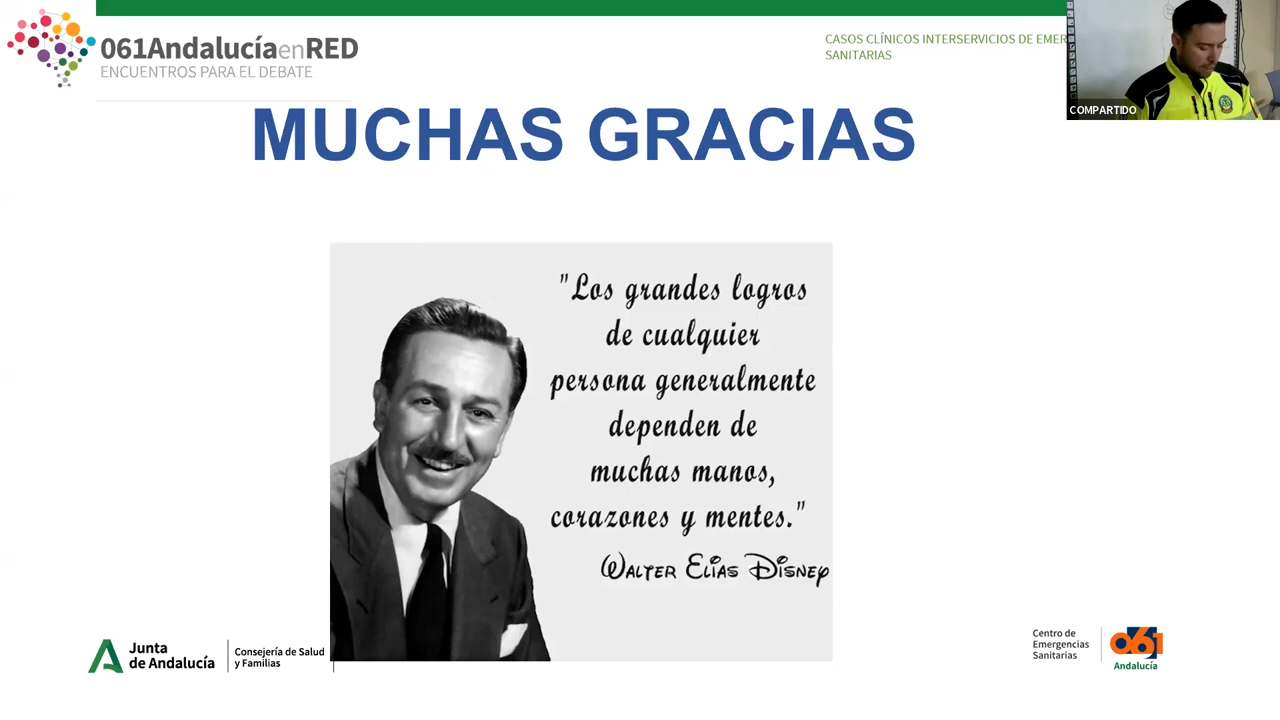 061AndalucíaenRED
ENCUENTROS PARA EL DEBATE
CASOS CLÍNICOS INTERSERVICIOS DE
SANITARIAS
COMPARTIDO
MUCHAS GRACIAS
"Los grandes logros
de cualquier
persona generalmente
dependen de
muchas manos,
corazones y mentes."
WALTER ELIAS DISNEY
Junta
de Andalucía
Consejería de Salud
y Familias
Centro de
Emergencias
Sanitarias
061
Andalucía